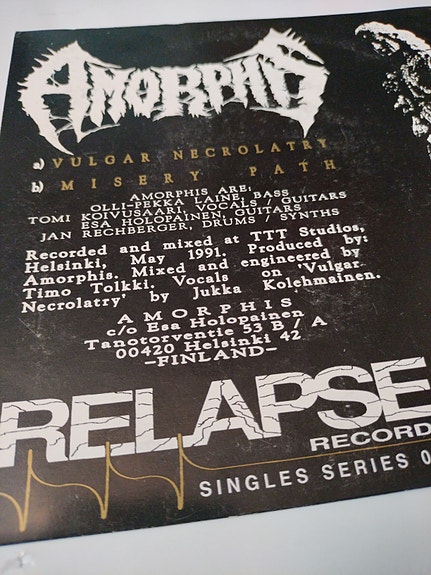 AMORPHIS
a) VULGAR NECROLATRY
b) MISERY PATH
AMORPHIS ARE:
OLLI-PEKKA LAINE, BASS
TOMI KOIVUSAARI, VOCALS / GUITARS
ESA HOLOPAINEN, GUITARS
JAN RECHBERGER, DRUMS / SYNTHS
Recorded and mixed at TTT Studios,
Helsinki, May 1991. Produced by:
Amorphis. Mixed and engineered by
Timo Tolkki. Vocals on 'Vulgar
Necrolatry' by Jukka Kolehmainen.
AMORPHIS
c/o Esa Holopainen
Tanotorventie 53 B / A
00420 Helsinki 42
-FINLAND-
RELAPSE
RECORD
SINGLES SERIES 0